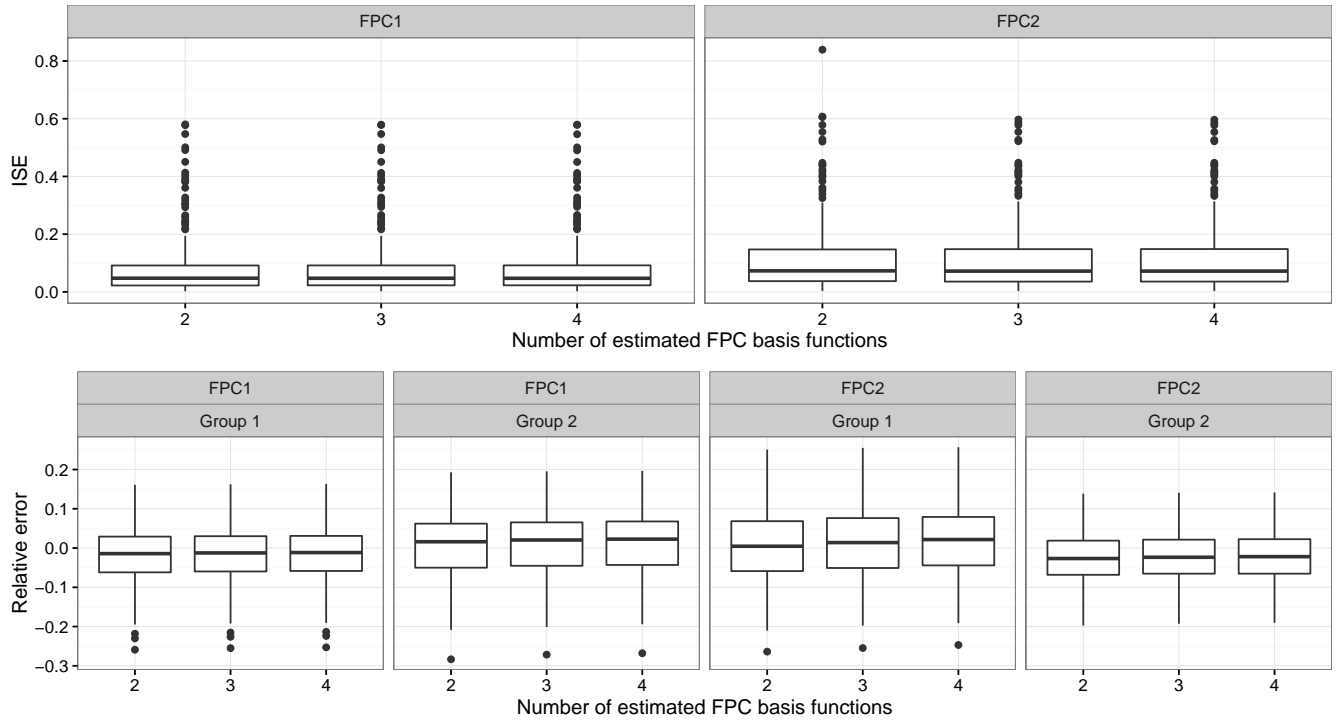 FPC1 FPC2
0.8
0.6
0.4
0.2
0.0
ISE
2 3 4 2 3 4
Number of estimated FPC basis functions
FPC1 FPC1 FPC2 FPC2
Group 1 Group 2 Group 1 Group 2
0.2
0.1
0.0
−0.1
−0.2
−0.3
Relative error
2 3 4 2 3 4 2 3 4 2 3 4
Number of estimated FPC basis functions